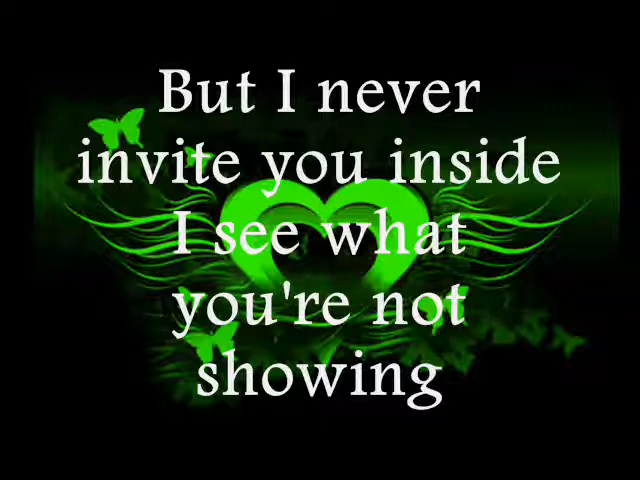 But I never
invite you inside
I see what
you're not
showing